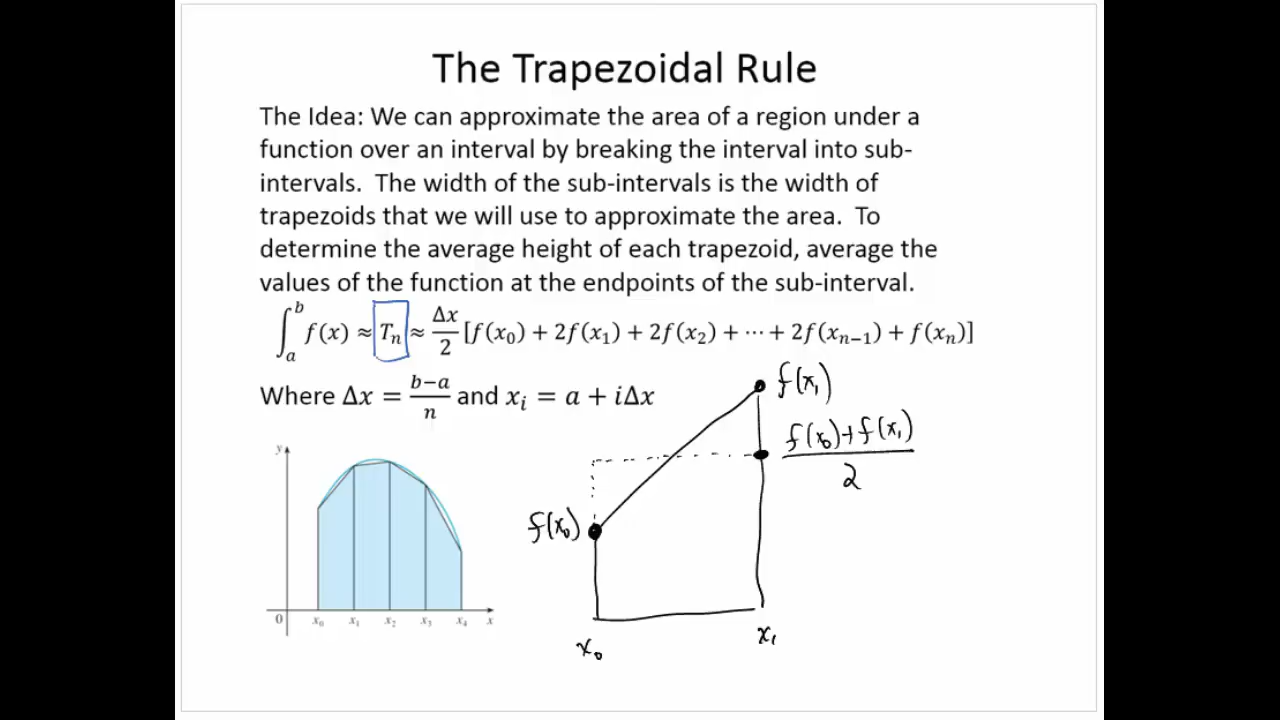 The Trapezoidal Rule
The Idea: We can approximate the area of a region under a
function over an interval by breaking the interval into sub-
intervals.  The width of the sub-intervals is the width of
trapezoids that we will use to approximate the area.  To
determine the average height of each trapezoid, average the
values of the function at the endpoints of the sub-interval.
∫_a^b f(x) ≈ T_n ≈ Δx/2 [f(x_0) + 2f(x_1) + 2f(x_2) + ⋯ + 2f(x_{n−1}) + f(x_n)]
Where Δx = (b−a)/n and x_i = a + iΔx
f(x_1)
(f(x_0)+f(x_1))/2
f(x_0)
x_0
x_1
y
0 x_0 x_1 x_2 x_3 x_4 x